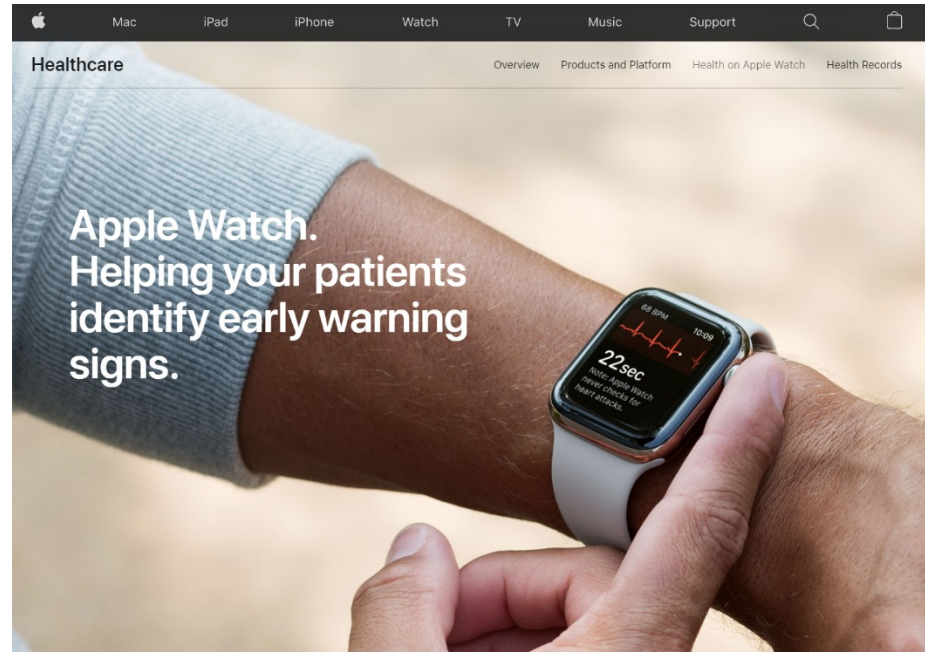 Mac iPad iPhone Watch TV Music Support
Healthcare
Overview Products and Platform Health on Apple Watch Health Records
Apple Watch.
Helping your patients
identify early warning
signs.
68 BPM
10:09
22sec
Note: Apple Watch
never checks for
heart attacks.